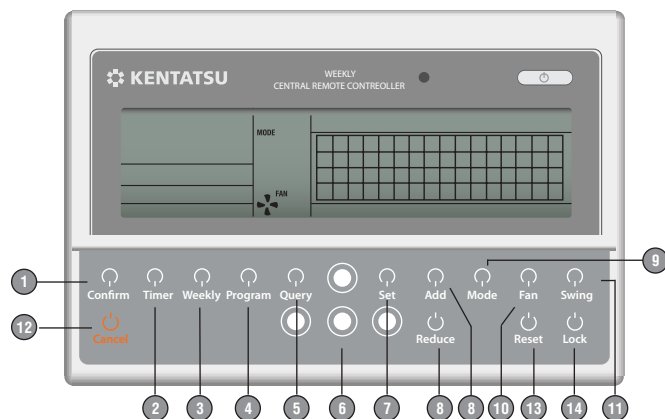 KENTATSU
WEEKLY
CENTRAL REMOTE CONTREOLLER
MODE
FAN
9
1
Confirm Timer Weekly Program Query Set Add Mode Fan Swing
12
Cancel Reduce Reset Lock
2 3 4 5 6 7 8 8 10 13 14 11